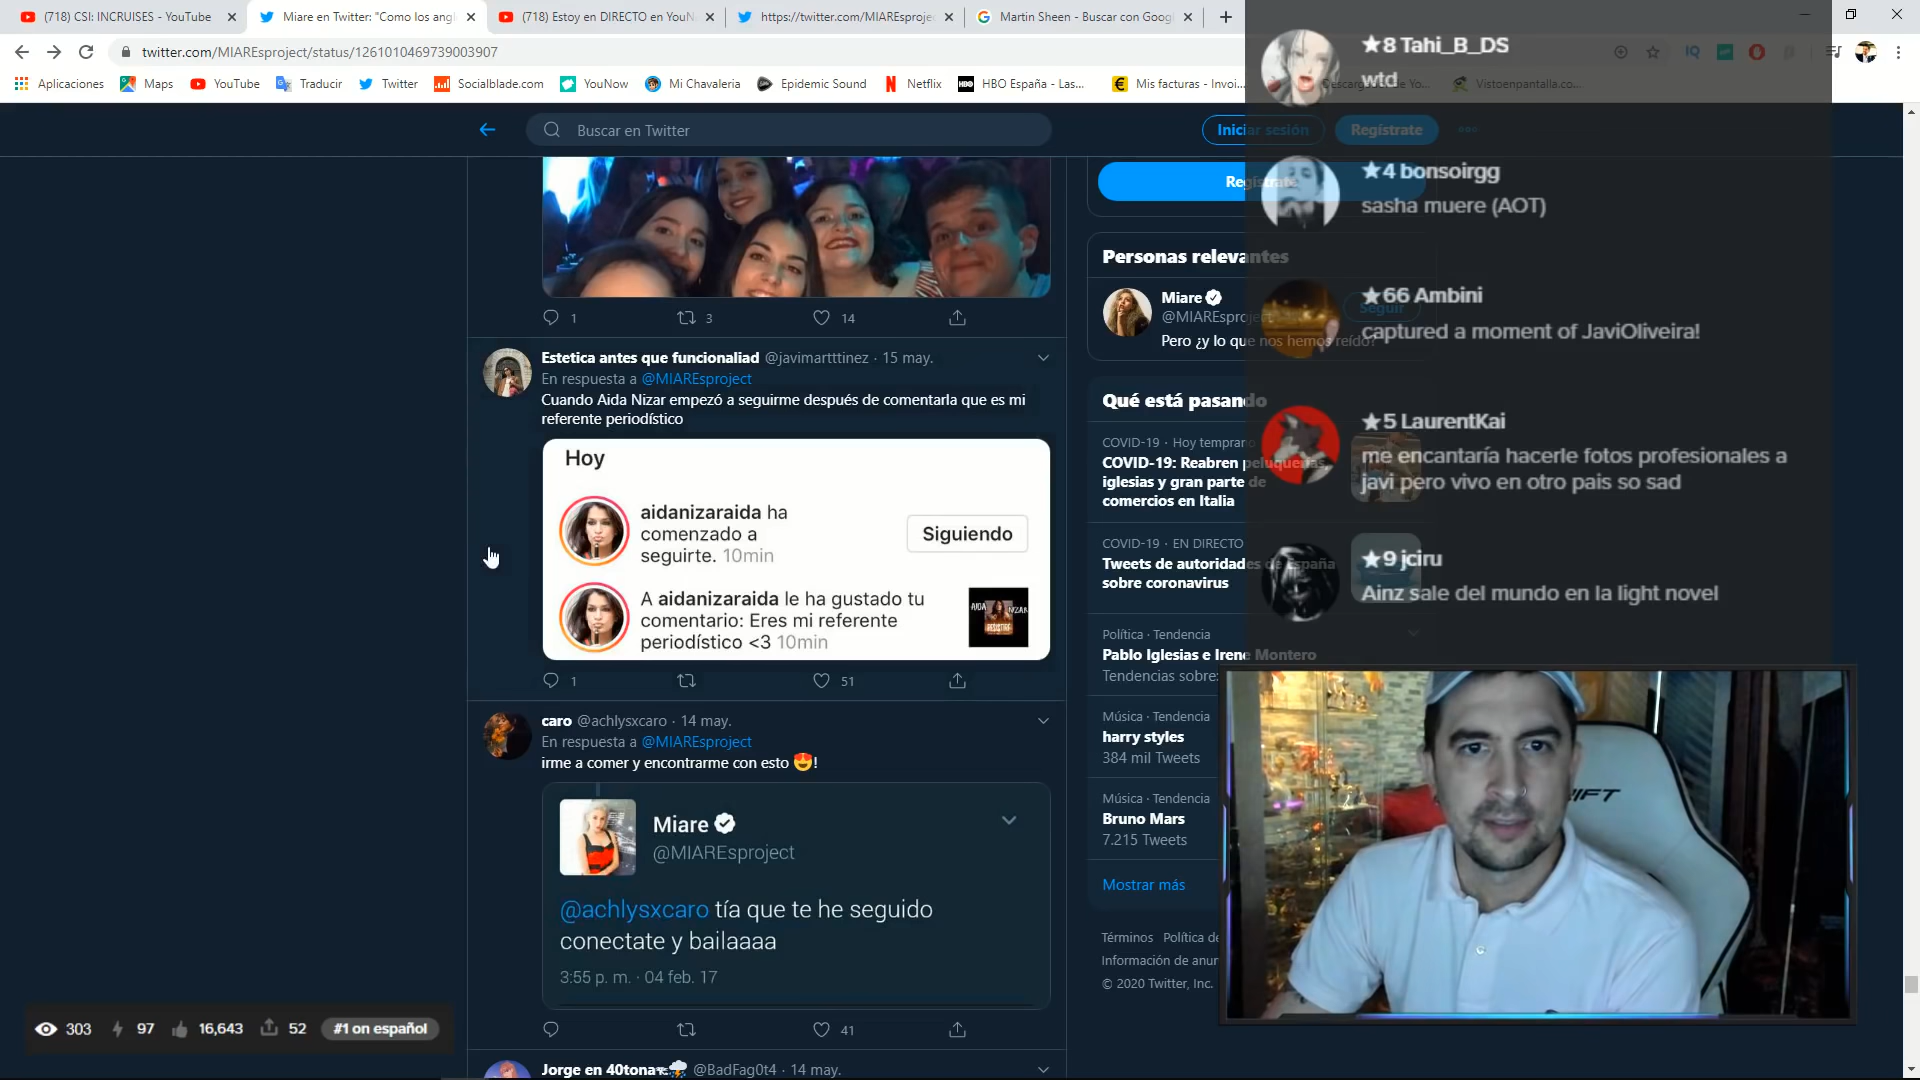 (718) CSI: INCRUISES - YouTube
Miare en Twitter: "Como los angl
(718) Estoy en DIRECTO en YouN
https://twitter.com/MIAREsproje
Martin Sheen - Buscar con Goog
twitter.com/MIAREsproject/status/1261010469739003907
Aplicaciones
Maps
YouTube
Traducir
Twitter
Socialblade.com
YouNow
Mi Chavaleria
Epidemic Sound
Netflix
HBO España - Las...
Mis facturas - Invoi...
Vistoenpantalla.co...
Buscar en Twitter
Iniciar sesión
Regístrate
Regístrate
1
3
14
Estetica antes que funcionaliad @javimartttinez · 15 may.
En respuesta a @MIAREsproject
Cuando Aida Nizar empezó a seguirme después de comentarla que es mi
referente periodístico
Hoy
aidanizaraida ha
comenzado a
seguirte. 10min
Siguiendo
A aidanizaraida le ha gustado tu
comentario: Eres mi referente
periodístico <3 10min
1
51
caro @achlysxcaro · 14 may.
En respuesta a @MIAREsproject
irme a comer y encontrarme con esto 😍!
Miare
@MIAREsproject
@achlysxcaro tía que te he seguido
conectate y bailaaaa
3:55 p. m. · 04 feb. 17
41
Jorge en 40tona @BadFag0t4 · 14 may.
Personas relevantes
Miare
@MIAREsproject
Seguir
Pero ¿y lo que nos hemos reído?
Qué está pasando
COVID-19 · Hoy temprano
COVID-19: Reabren peluquerías,
iglesias y gran parte de
comercios en Italia
COVID-19 · EN DIRECTO
Tweets de autoridades de España
sobre coronavirus
Política · Tendencia
Pablo Iglesias e Irene Montero
Tendencias sobre:
Música · Tendencia
harry styles
384 mil Tweets
Música · Tendencia
Bruno Mars
7.215 Tweets
Mostrar más
Términos Política de
Información de anun
© 2020 Twitter, Inc.
★8 Tahi_B_DS
wtd
★4 bonsoirgg
sasha muere (AOT)
★66 Ambini
captured a moment of JaviOliveira!
★5 LaurentKai
me encantaría hacerle fotos profesionales a
javi pero vivo en otro pais so sad
★9 jciru
Ainz sale del mundo en la light novel
303
97
16,643
52
#1 on español